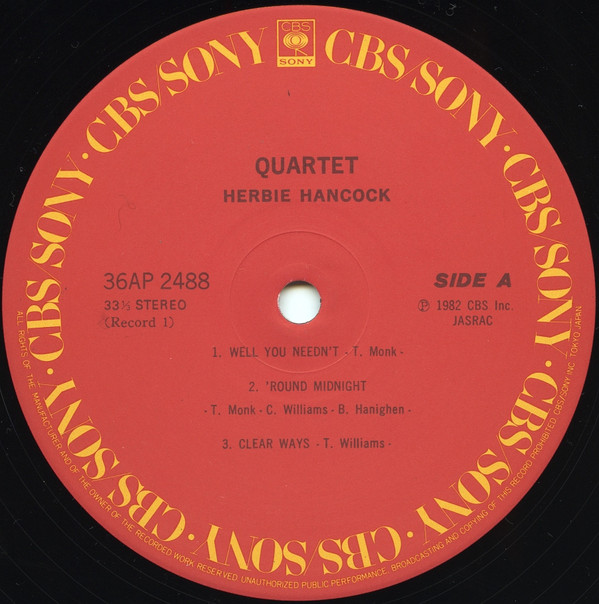 CBS
SONY
CBS/SONY · CBS/SONY · CBS/SONY · CBS/SONY · CBS/SONY · CBS/SONY · CBS/SONY · CBS/SONY
QUARTET
HERBIE HANCOCK
36AP 2488
SIDE A
33⅓ STEREO
℗ 1982 CBS Inc.
(Record 1)
JASRAC
1. WELL YOU NEEDN'T - T. Monk -
2. 'ROUND MIDNIGHT
- T. Monk - C. Williams - B. Hanighen -
3. CLEAR WAYS - T. Williams -
ALL RIGHTS OF THE MANUFACTURER AND OF THE OWNER OF THE RECORDED WORK RESERVED. UNAUTHORIZED PUBLIC PERFORMANCE, BROADCASTING AND COPYING OF THIS RECORD PROHIBITED. CBS/SONY INC. TOKYO JAPAN